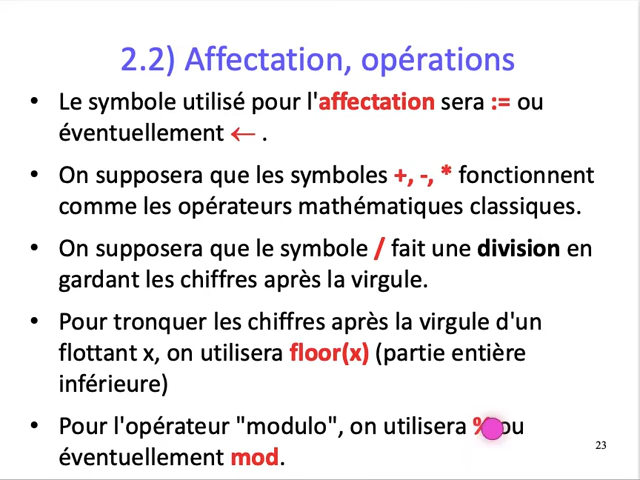 2.2) Affectation, opérations
• Le symbole utilisé pour l'affectation sera := ou
éventuellement ← .
• On supposera que les symboles +, -, * fonctionnent
comme les opérateurs mathématiques classiques.
• On supposera que le symbole / fait une division en
gardant les chiffres après la virgule.
• Pour tronquer les chiffres après la virgule d'un
flottant x, on utilisera floor(x) (partie entière
inférieure)
• Pour l'opérateur "modulo", on utilisera % ou
éventuellement mod.
23